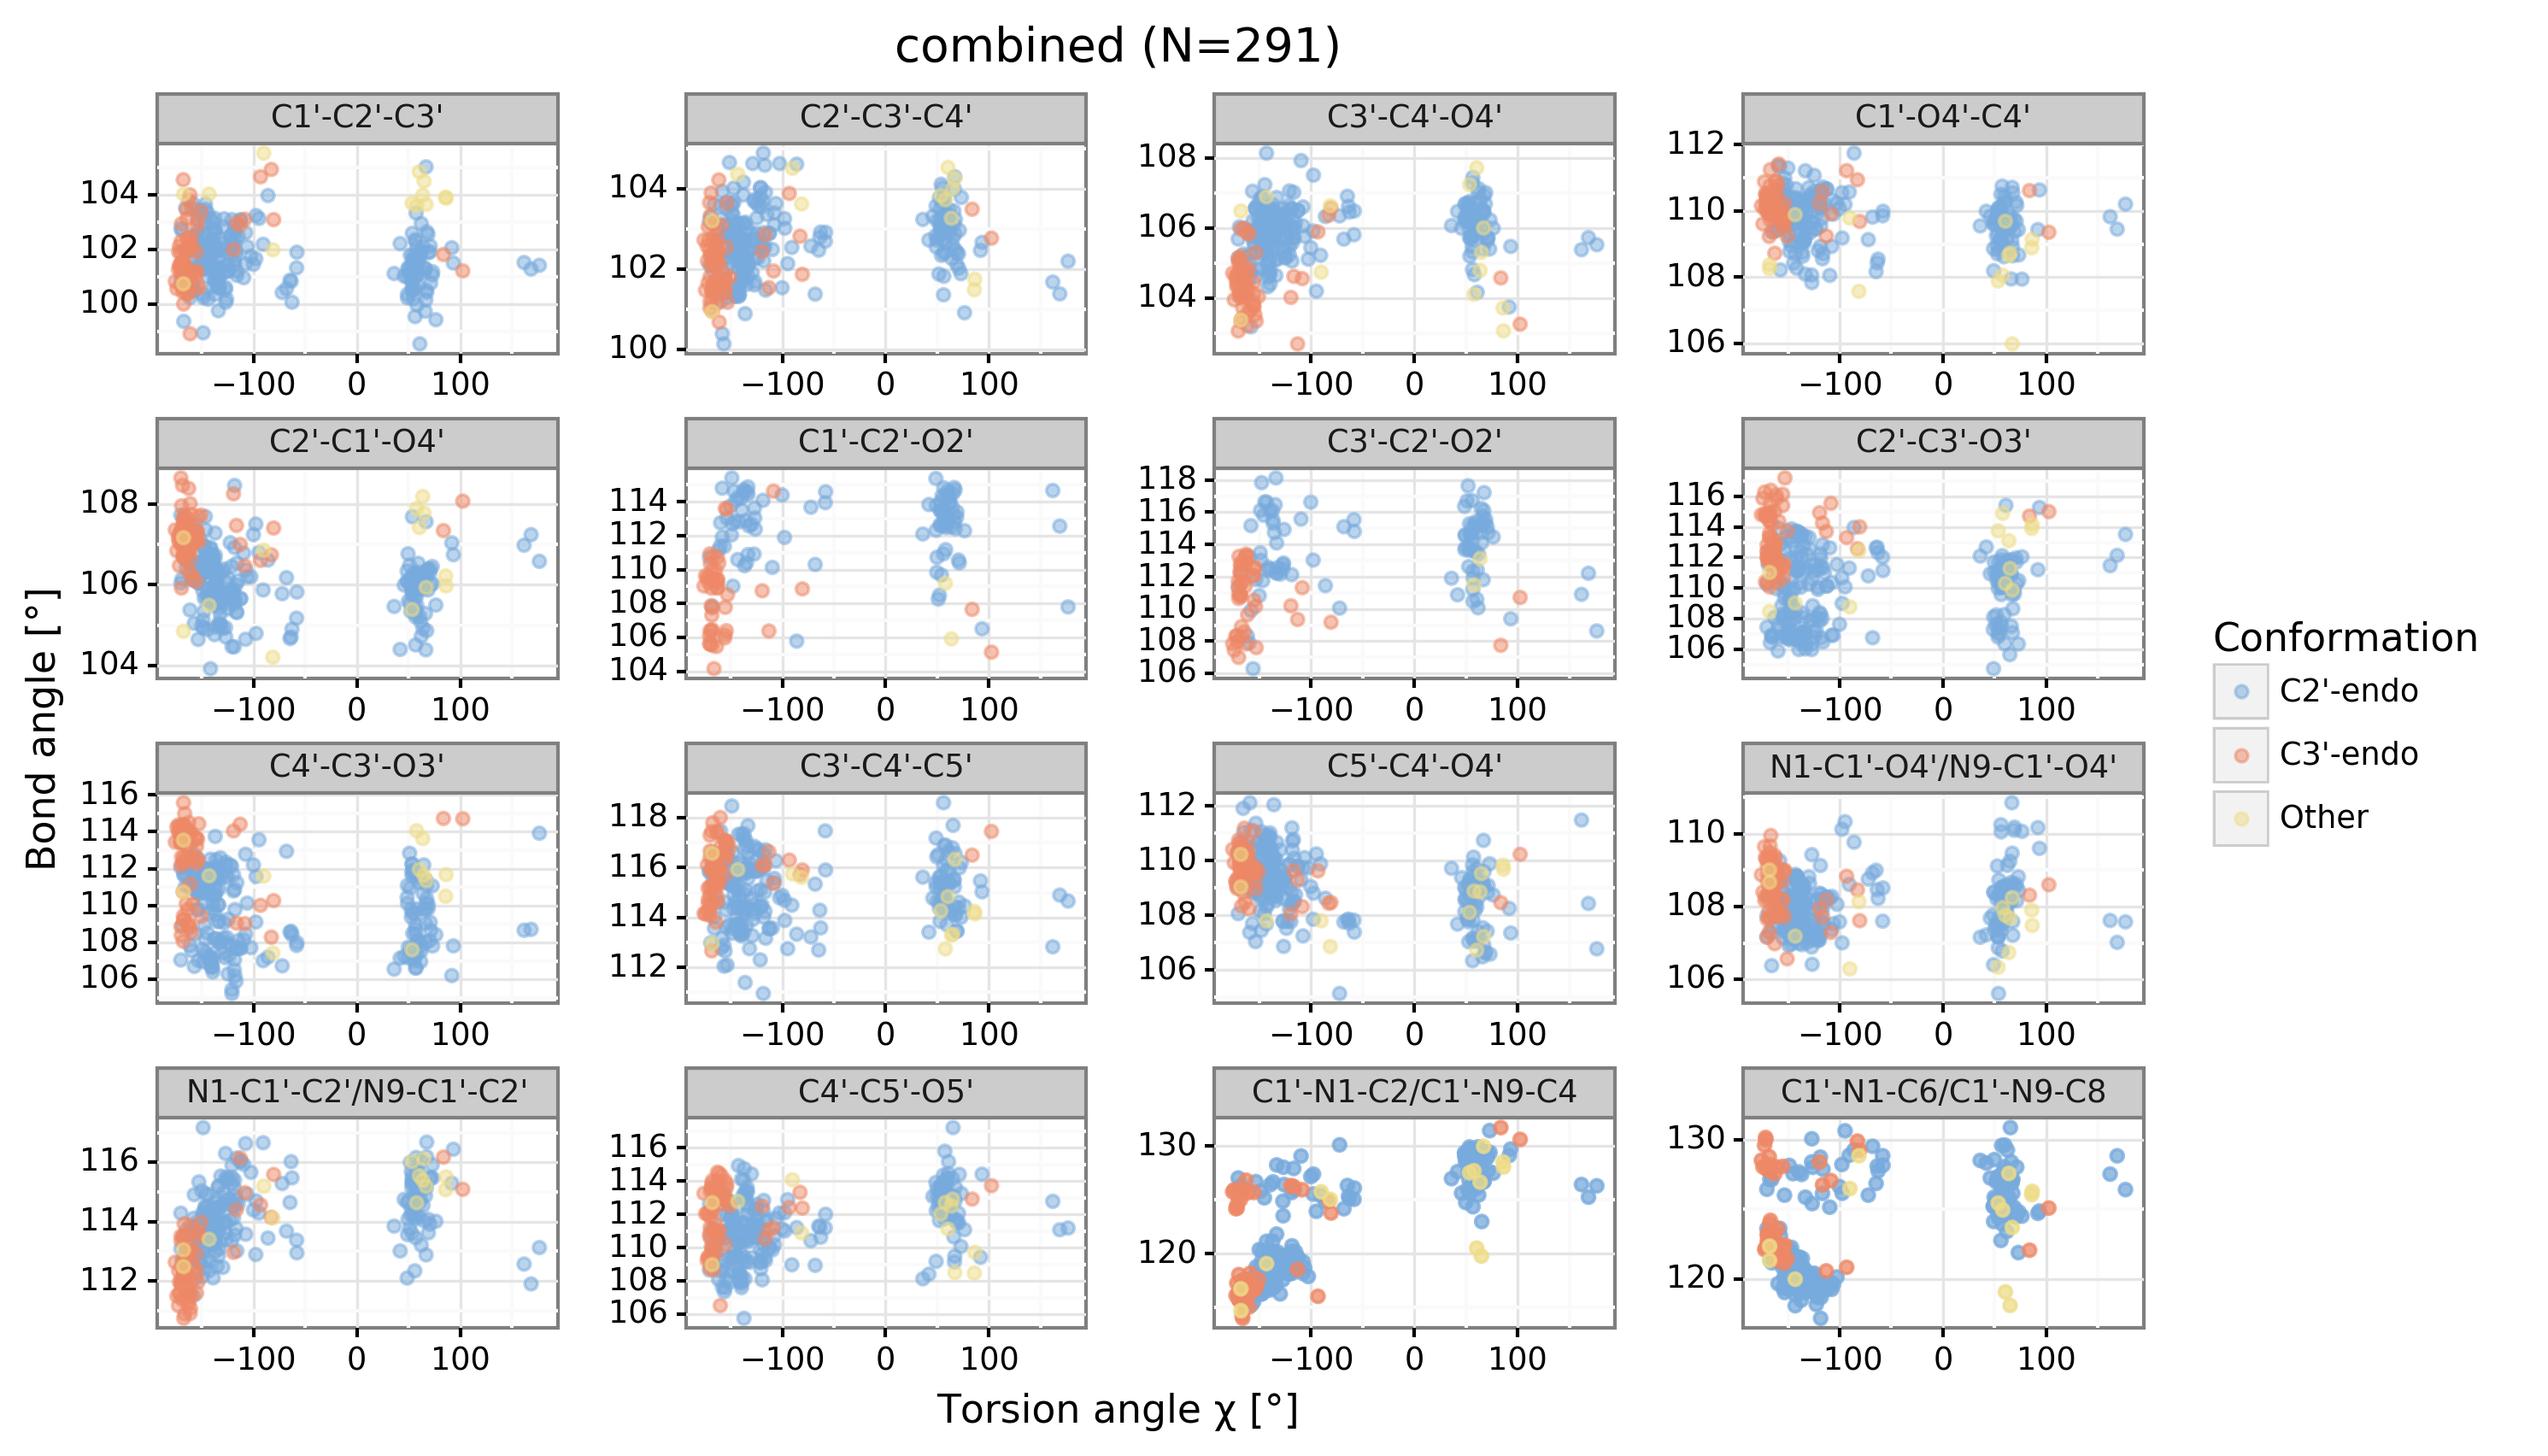 combined (N=291)
C1'-C2'-C3' C2'-C3'-C4' C3'-C4'-O4' C1'-O4'-C4'
104 102 100
104 102 100
108 106 104
112 110 108 106
−100 0 100 −100 0 100 −100 0 100 −100 0 100
C2'-C1'-O4' C1'-C2'-O2' C3'-C2'-O2' C2'-C3'-O3'
108 106 104
114 112 110 108 106 104
118 116 114 112 110 108 106
116 114 112 110 108 106
−100 0 100 −100 0 100 −100 0 100 −100 0 100
C4'-C3'-O3' C3'-C4'-C5' C5'-C4'-O4' N1-C1'-O4'/N9-C1'-O4'
116 114 112 110 108 106
118 116 114 112
112 110 108 106
110 108 106
−100 0 100 −100 0 100 −100 0 100 −100 0 100
N1-C1'-C2'/N9-C1'-C2' C4'-C5'-O5' C1'-N1-C2/C1'-N9-C4 C1'-N1-C6/C1'-N9-C8
116 114 112
116 114 112 110 108 106
130 120
130 120
−100 0 100 −100 0 100 −100 0 100 −100 0 100
Torsion angle χ [°]
Bond angle [°]
Conformation
C2'-endo
C3'-endo
Other